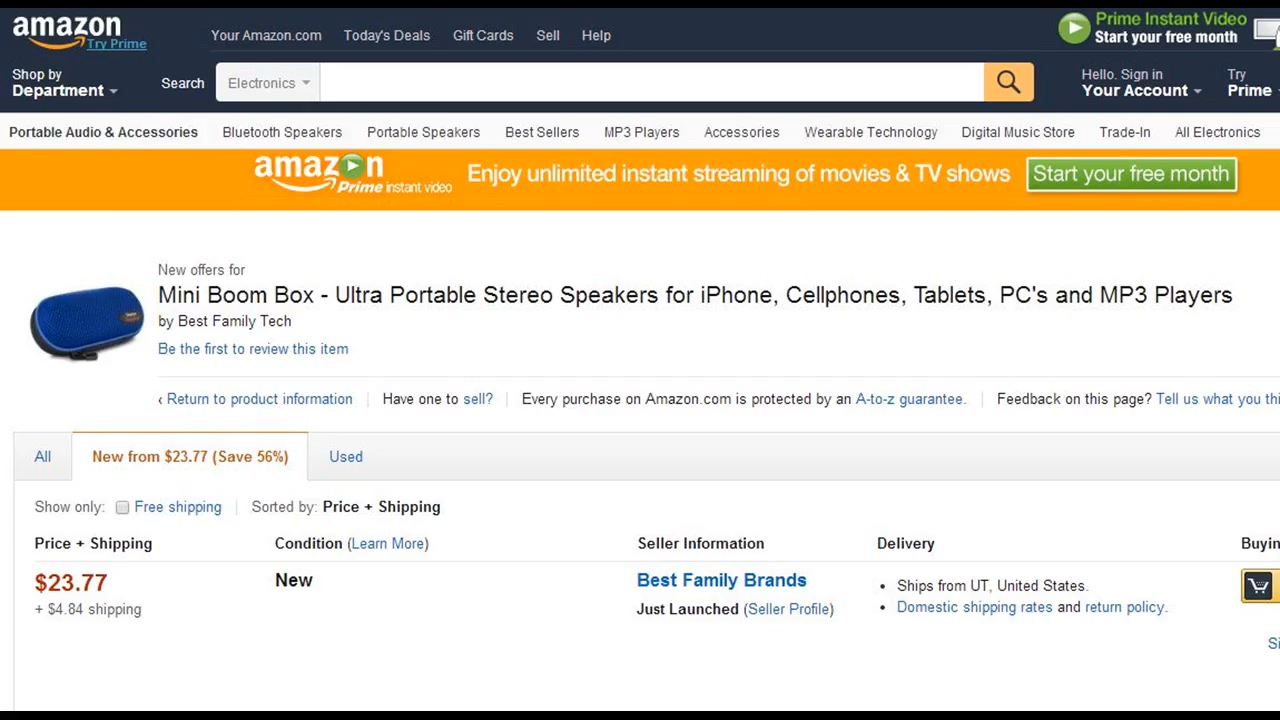 amazon
Try Prime
Your Amazon.com Today's Deals Gift Cards Sell Help
Prime Instant Video
Start your free month
Shop by
Department
Search
Electronics
Hello. Sign in
Your Account
Try
Prime
Portable Audio & Accessories Bluetooth Speakers Portable Speakers Best Sellers MP3 Players Accessories Wearable Technology Digital Music Store Trade-In All Electronics
amazon
Prime instant video
Enjoy unlimited instant streaming of movies & TV shows
Start your free month
New offers for
Mini Boom Box - Ultra Portable Stereo Speakers for iPhone, Cellphones, Tablets, PC's and MP3 Players
by Best Family Tech
Be the first to review this item
‹ Return to product information | Have one to sell? | Every purchase on Amazon.com is protected by an A-to-z guarantee. | Feedback on this page? Tell us what you thi
All New from $23.77 (Save 56%) Used
Show only: Free shipping | Sorted by: Price + Shipping
Price + Shipping Condition (Learn More) Seller Information Delivery Buyin
$23.77 New Best Family Brands • Ships from UT, United States.
+ $4.84 shipping Just Launched (Seller Profile) • Domestic shipping rates and return policy.
Si